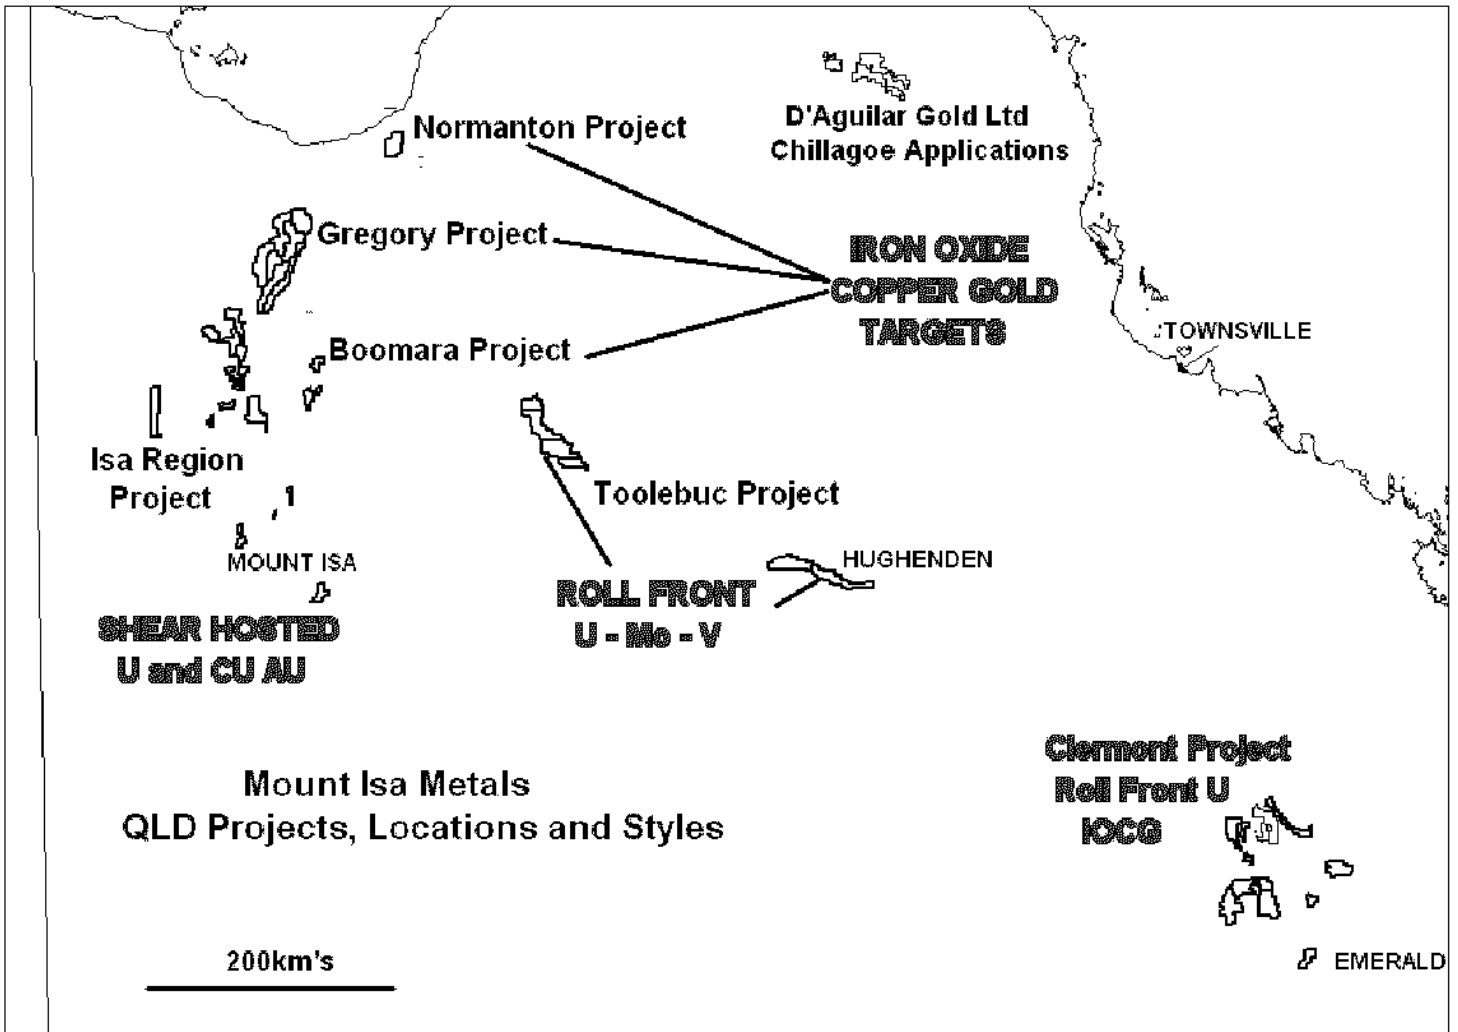 Normanton Project
D'Aguilar Gold Ltd
Chillagoe Applications
Gregory Project
IRON OXIDE
COPPER GOLD
TARGETS
Boomara Project
TOWNSVILLE
Isa Region
Project
Toolebuc Project
MOUNT ISA
HUGHENDEN
ROLL FRONT
U - Mo - V
SHEAR HOSTED
U and CU AU
Clermont Project
Roll Front U
IOCG
Mount Isa Metals
QLD Projects, Locations and Styles
200km's
EMERALD